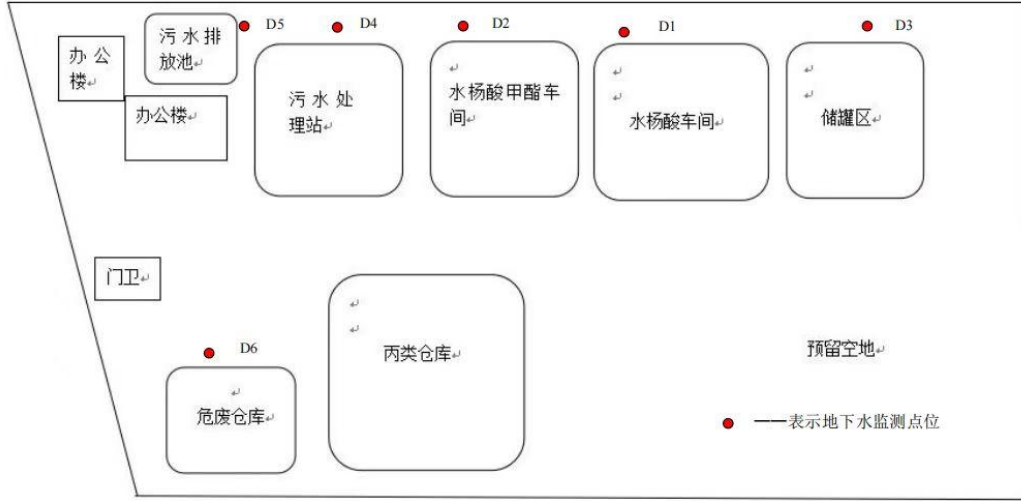 D5
D4
D2
D1
D3
污水排
放池
办公
楼
办公楼
污水处
理站
水杨酸甲酯车
间
水杨酸车间
储罐区
门卫
D6
危废仓库
丙类仓库
预留空地
——表示地下水监测点位